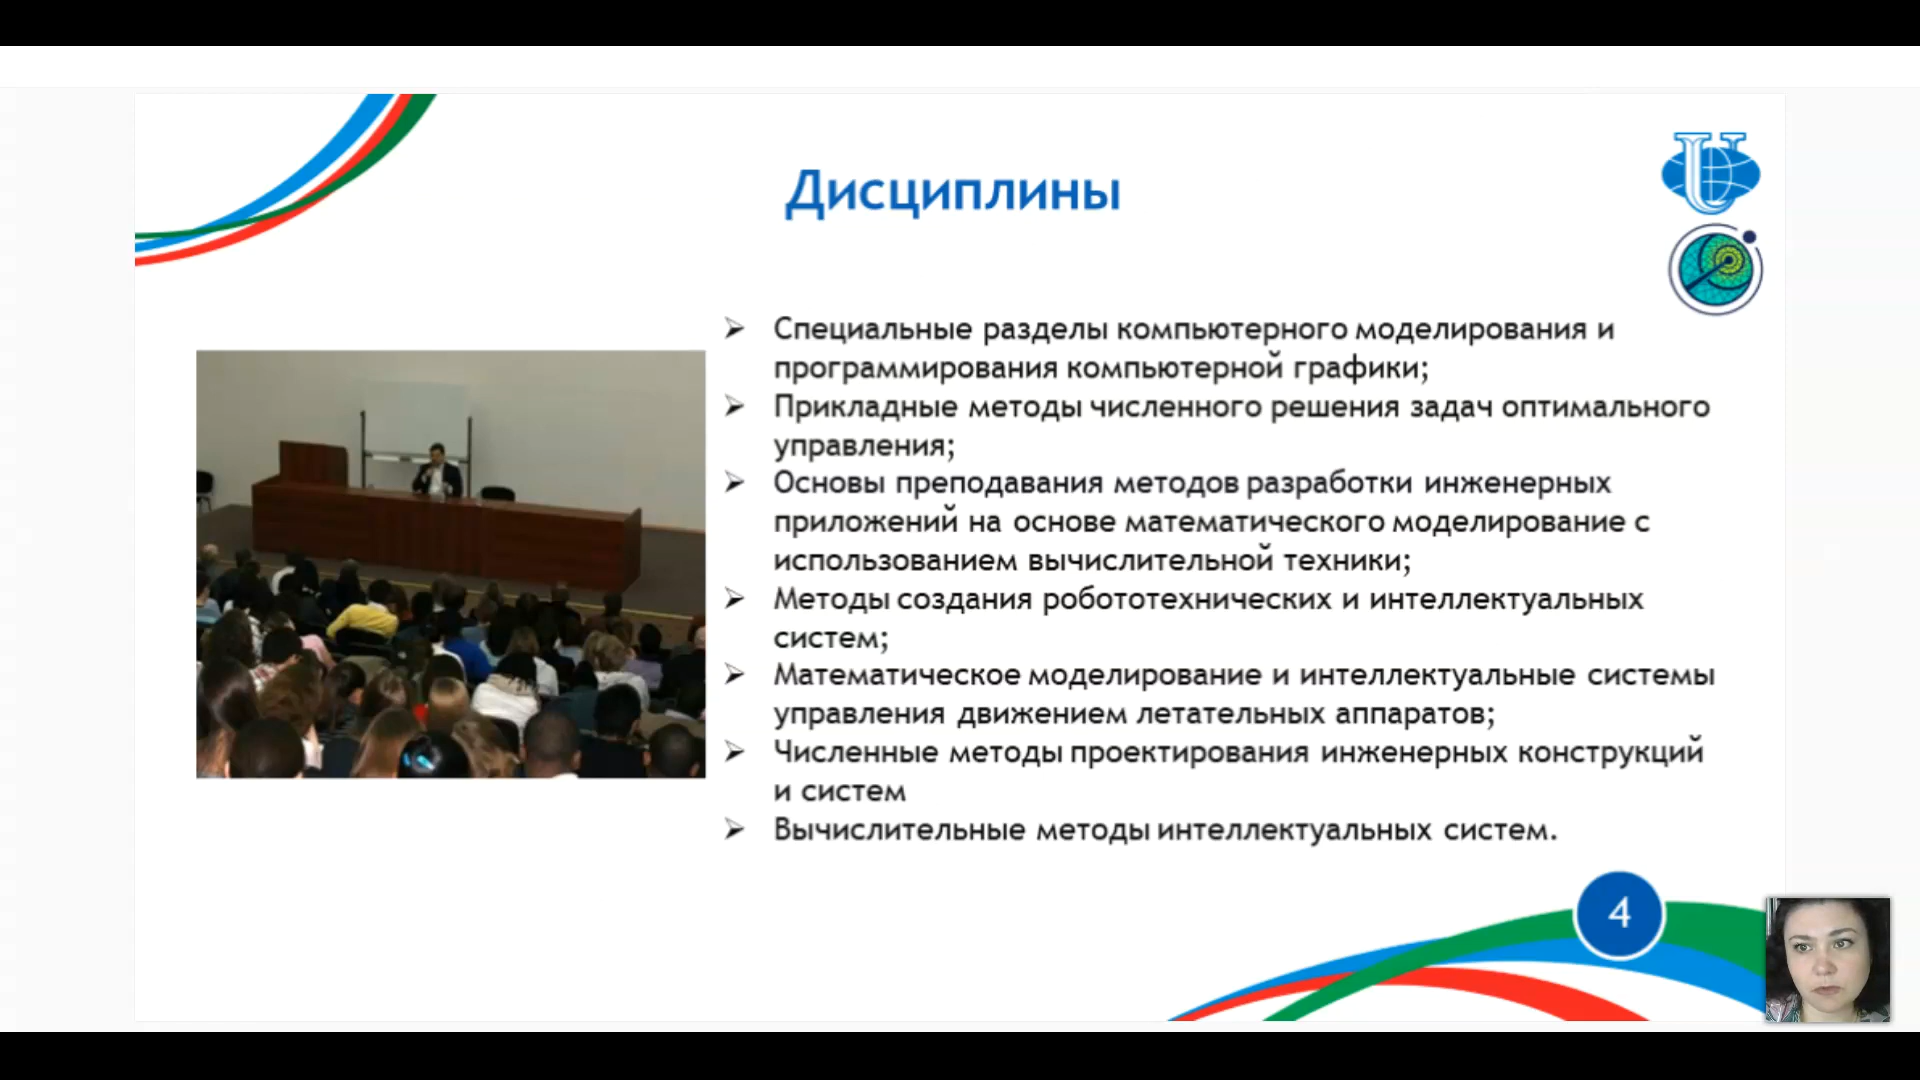 Дисциплины
Специальные разделы компьютерного моделирования и
программирования компьютерной графики;
Прикладные методы численного решения задач оптимального
управления;
Основы преподавания методов разработки инженерных
приложений на основе математического моделирование с
использованием вычислительной техники;
Методы создания робототехнических и интеллектуальных
систем;
Математическое моделирование и интеллектуальные системы
управления движением летательных аппаратов;
Численные методы проектирования инженерных конструкций
и систем
Вычислительные методы интеллектуальных систем.
4